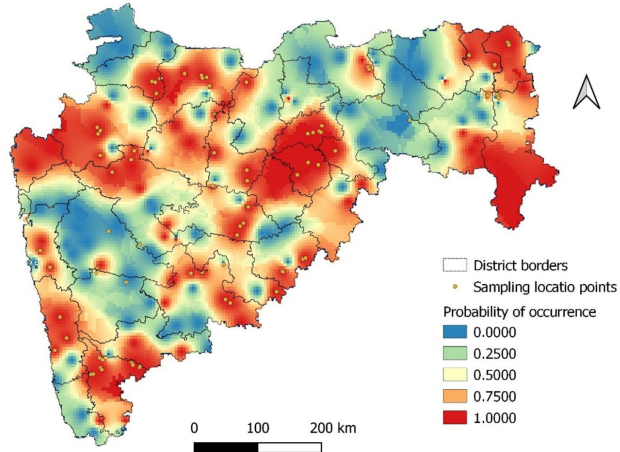 District borders
Sampling locatio points
Probability of occurrence
0.0000
0.2500
0.5000
0.7500
1.0000
0 100 200 km